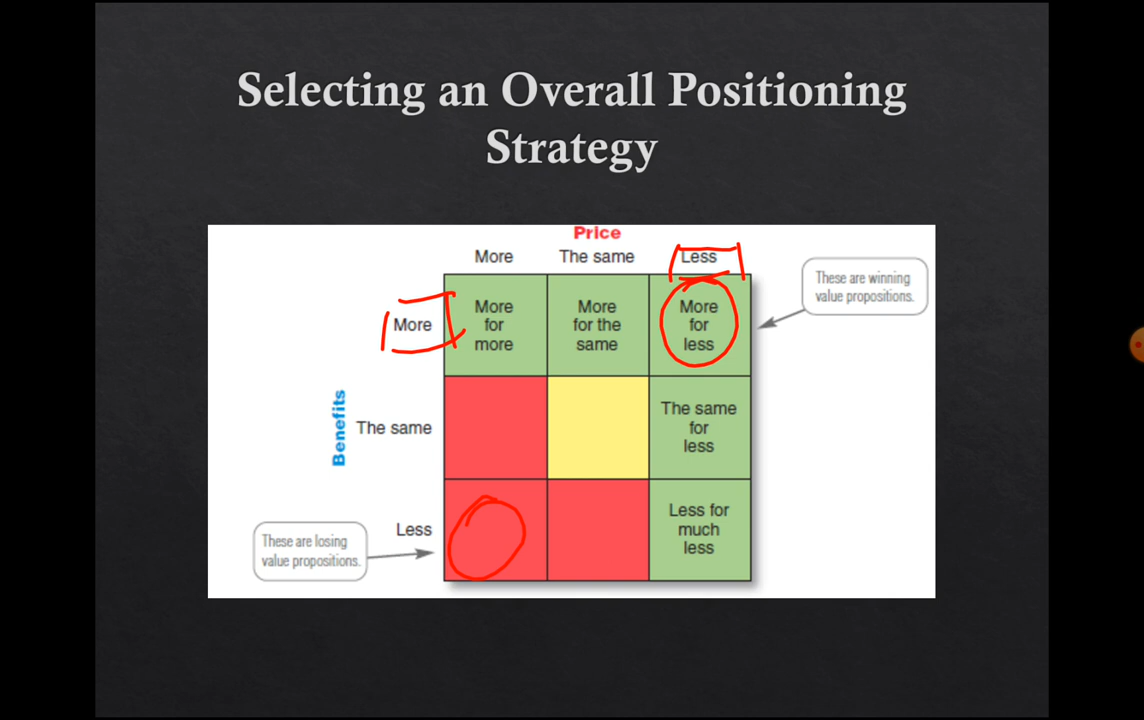 Selecting an Overall Positioning
Strategy
Price
More The same Less
These are winning
value propositions.
More
More
for
more
More
for the
same
More
for
less
Benefits
The same
The same
for
less
Less
Less for
much
less
These are losing
value propositions.